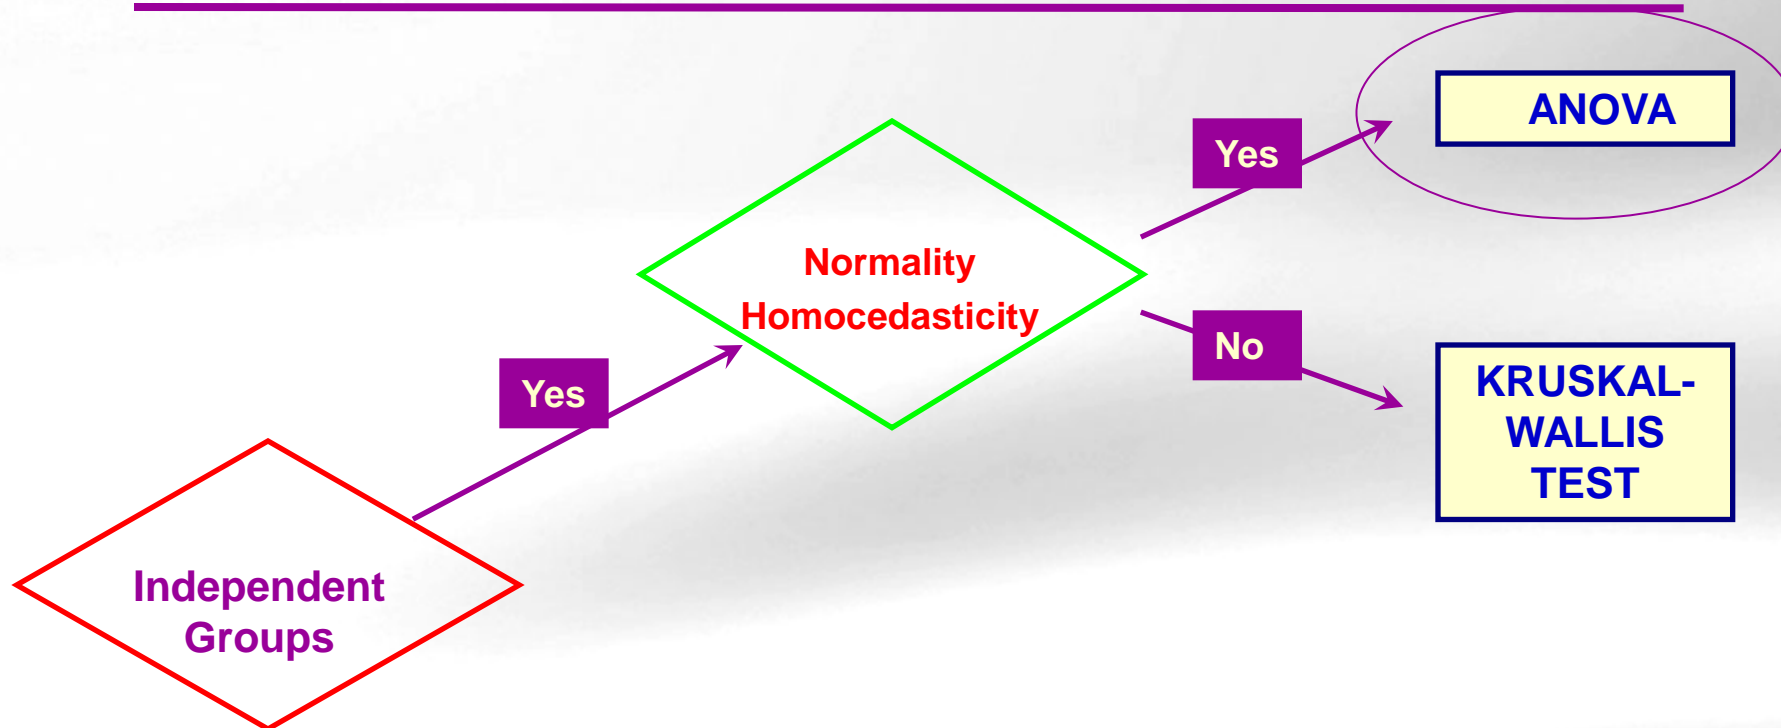 Independent
Groups
Yes
Normality
Homocedasticity
Yes
ANOVA
No
KRUSKAL-
WALLIS
TEST